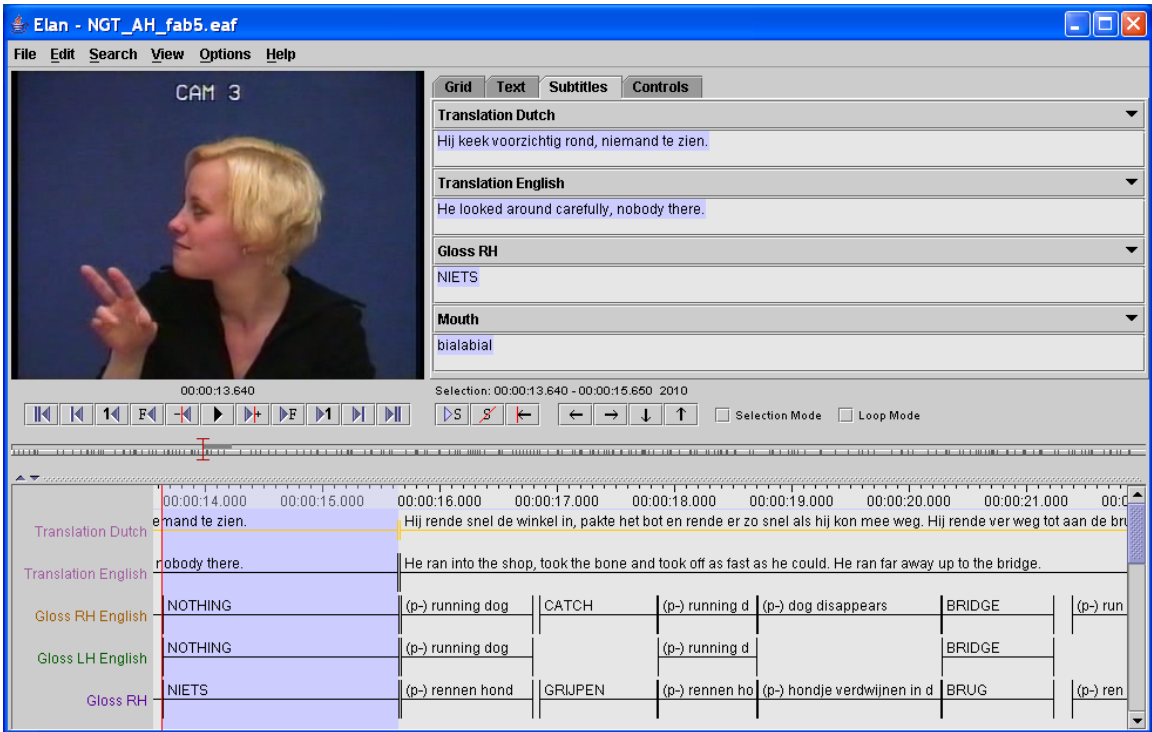 Elan - NGT_AH_fab5.eaf
File Edit Search View Options Help
CAM 3
Grid Text Subtitles Controls
Translation Dutch
Hij keek voorzichtig rond, niemand te zien.
Translation English
He looked around carefully, nobody there.
Gloss RH
NIETS
Mouth
bialabial
00:00:13.640
Selection: 00:00:13.640 - 00:00:15.650 2010
1 F - + F 1 S S Selection Mode Loop Mode
00:00:14.000 00:00:15.000 00:00:16.000 00:00:17.000 00:00:18.000 00:00:19.000 00:00:20.000 00:00:21.000 00:0
Translation Dutch emand te zien. Hij rende snel de winkel in, pakte het bot en rende er zo snel als hij kon mee weg. Hij rende ver weg tot aan de bru
Translation English nobody there. He ran into the shop, took the bone and took off as fast as he could. He ran far away up to the bridge.
Gloss RH English NOTHING (p-) running dog CATCH (p-) running d (p-) dog disappears BRIDGE (p-) run
Gloss LH English NOTHING (p-) running dog (p-) running d BRIDGE
Gloss RH NIETS (p-) rennen hond GRIJPEN (p-) rennen ho (p-) hondje verdwijnen in d BRUG (p-) ren